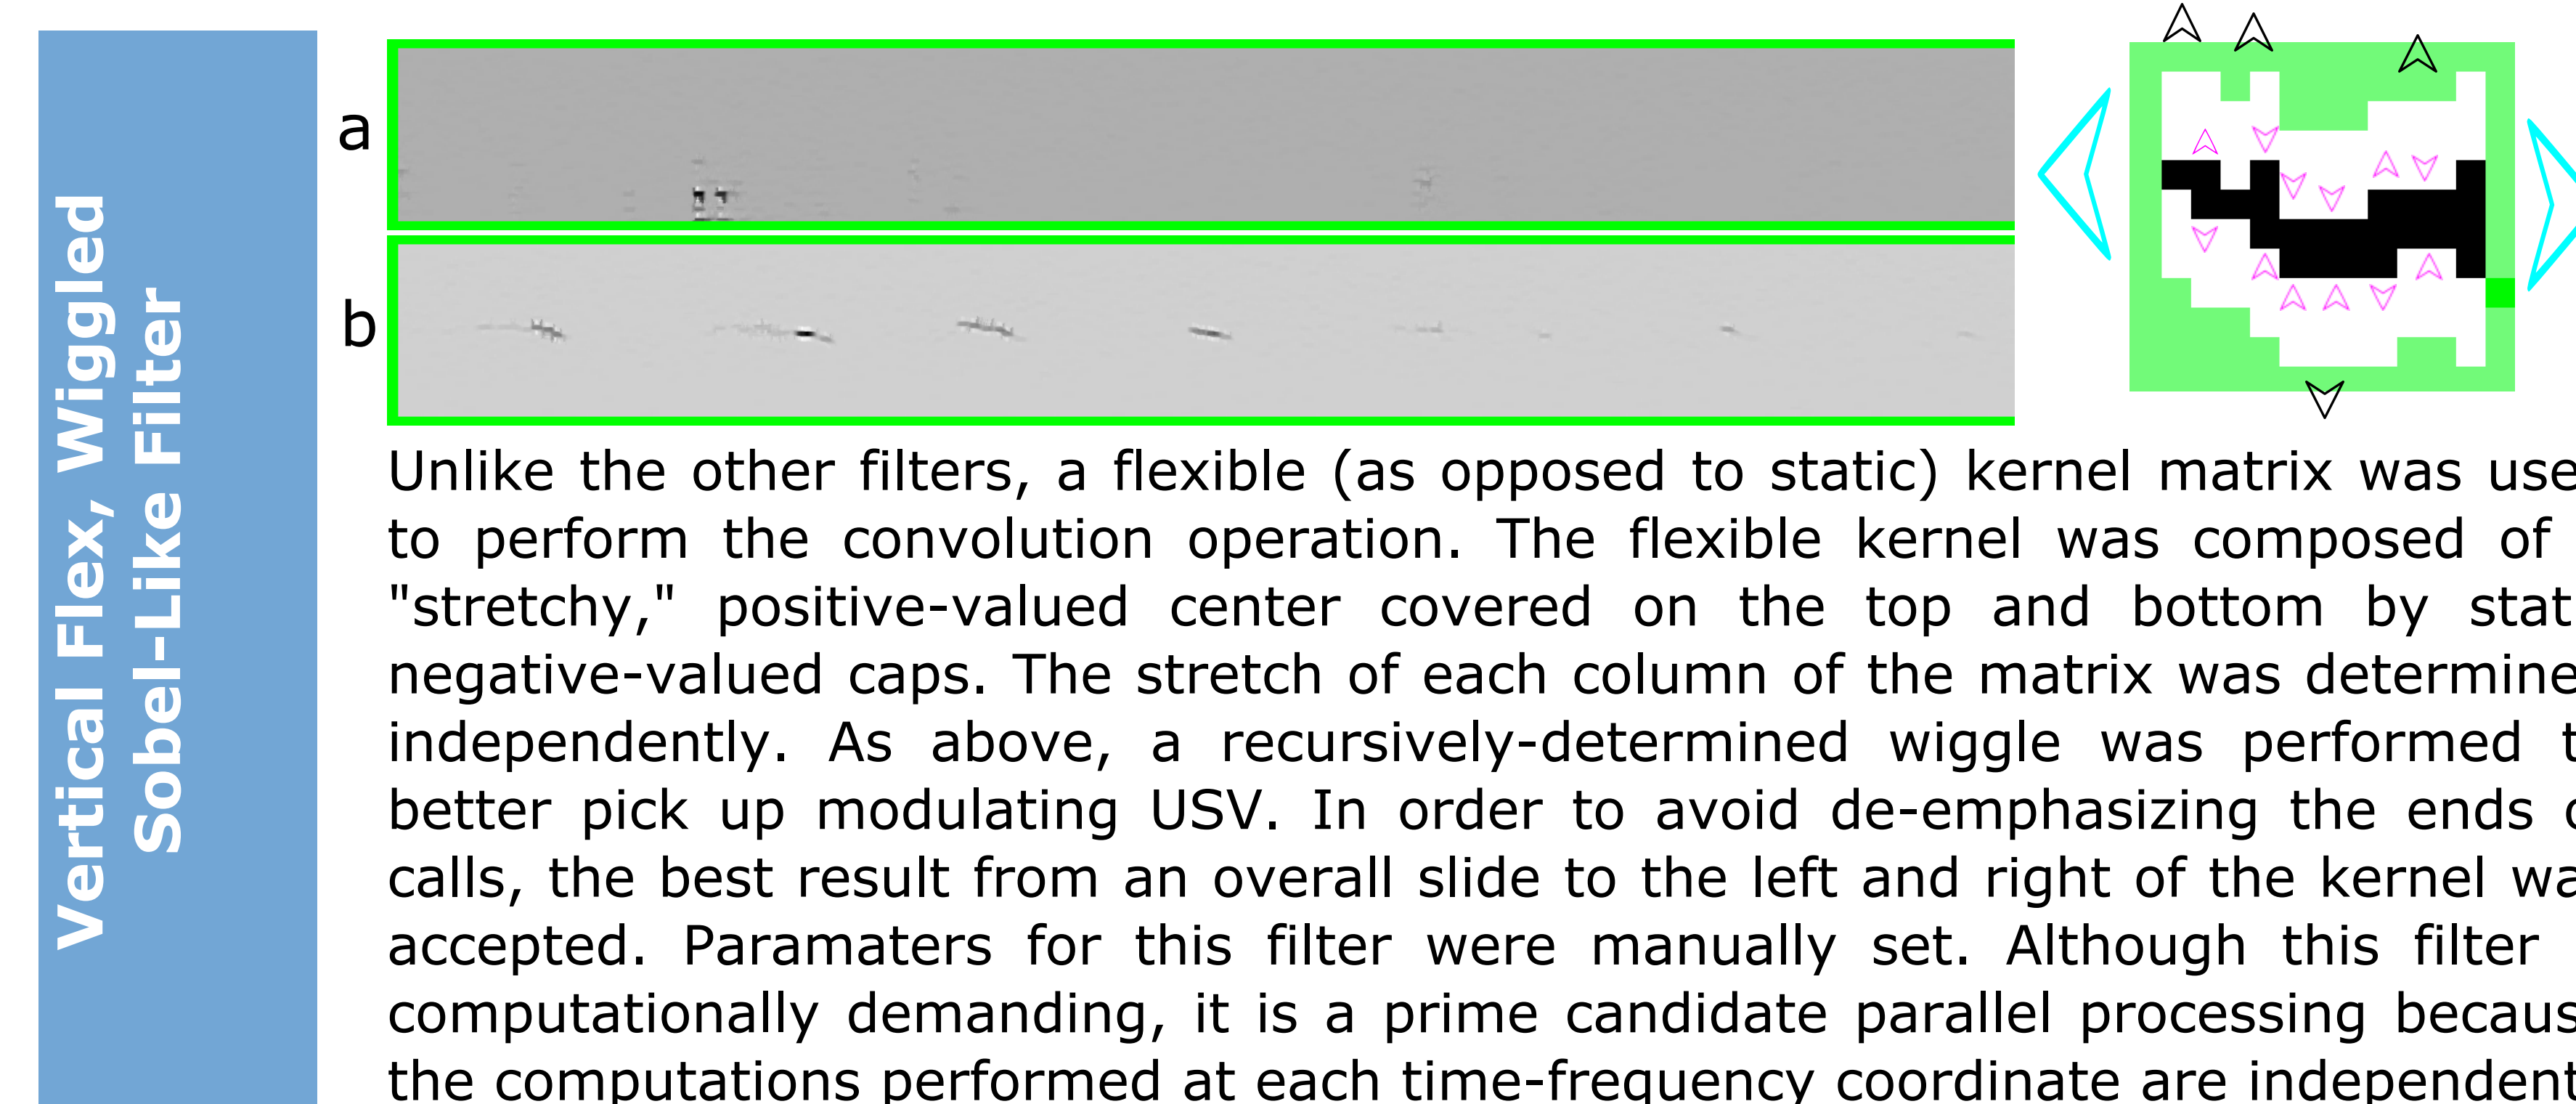 Vertical Flex, Wiggled
Sobel-Like Filter
a
b
Unlike the other filters, a flexible (as opposed to static) kernel matrix was use
to perform the convolution operation. The flexible kernel was composed of
"stretchy," positive-valued center covered on the top and bottom by stat
negative-valued caps. The stretch of each column of the matrix was determine
independently. As above, a recursively-determined wiggle was performed t
better pick up modulating USV. In order to avoid de-emphasizing the ends o
calls, the best result from an overall slide to the left and right of the kernel wa
accepted. Paramaters for this filter were manually set. Although this filter
computationally demanding, it is a prime candidate parallel processing becaus
the computations performed at each time-frequency coordinate are independent